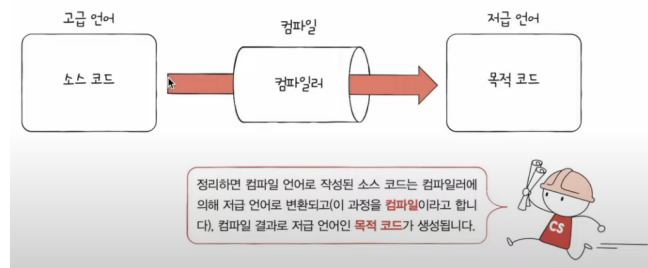 고급 언어
컴파일
저급 언어
소스 코드
컴파일러
목적 코드
정리하면 컴파일 언어로 작성된 소스 코드는 컴파일러에
의해 저급 언어로 변환되고(이 과정을 컴파일이라고 합니
다), 컴파일 결과로 저급 언어인 목적 코드가 생성됩니다.
CS